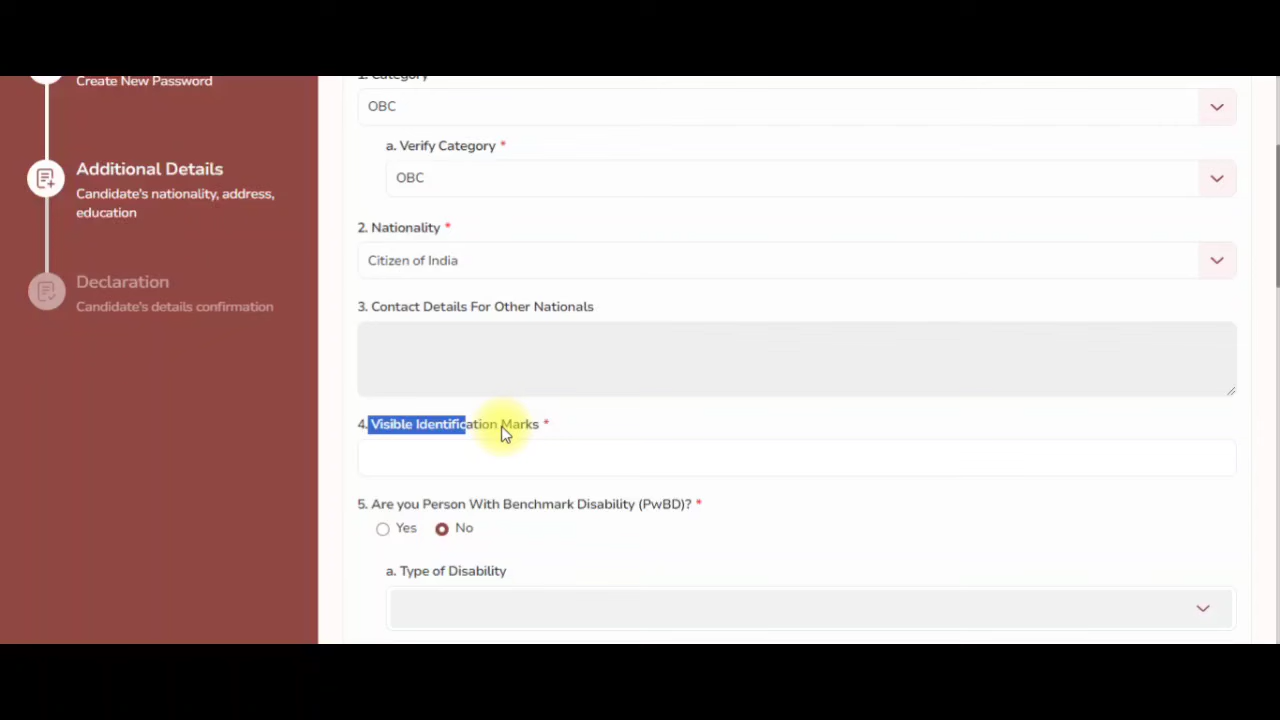 Create New Password
Additional Details
Candidate's nationality, address,
education
Declaration
Candidate's details confirmation
1. Category
OBC
a. Verify Category *
OBC
2. Nationality *
Citizen of India
3. Contact Details For Other Nationals
4. Visible Identification Marks *
5. Are you Person With Benchmark Disability (PwBD)? *
Yes No
a. Type of Disability